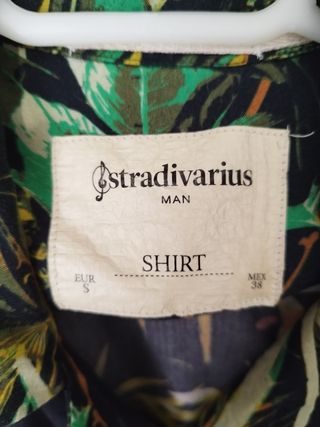 stradivarius
MAN
SHIRT
EUR
S
MEX
38